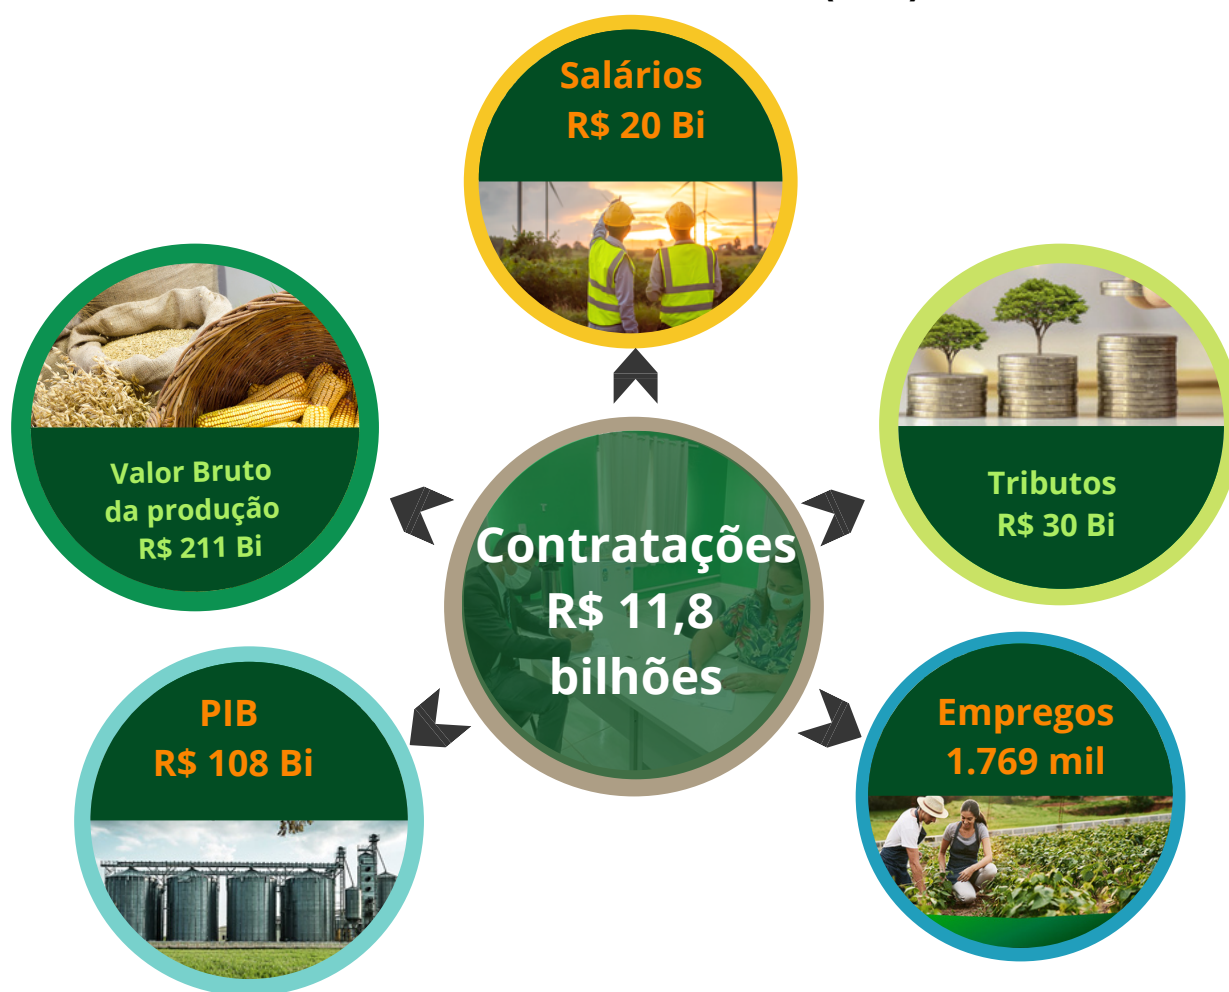 Salários
R$ 20 Bi
Valor Bruto
da produção
R$ 211 Bi
Tributos
R$ 30 Bi
Contratações
R$ 11,8
bilhões
PIB
R$ 108 Bi
Empregos
1.769 mil